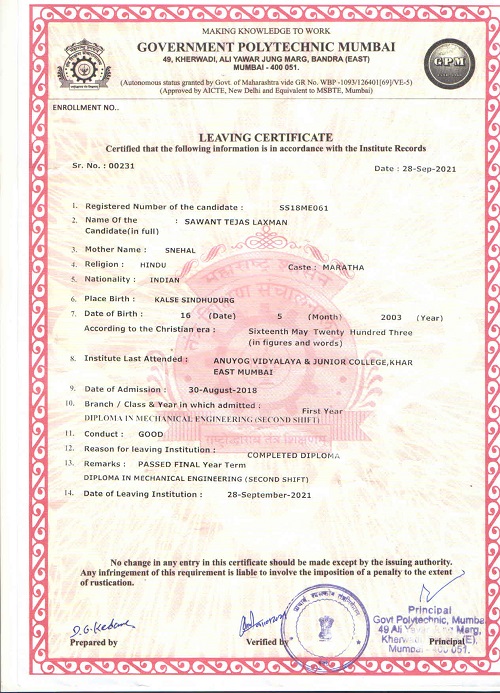 MAKING KNOWLEDGE TO WORK
GOVERNMENT POLYTECHNIC MUMBAI
49, KHERWADI, ALI YAWAR JUNG MARG, BANDRA (EAST)
MUMBAI - 400 051.
(Autonomous status granted by Govt. of Maharashtra vide GR No. WBP -1093/126401[69]/VE-5)
(Approved by AICTE, New Delhi and Equivalent to MSBTE, Mumbai)
GPM
ENROLLMENT NO..
LEAVING CERTIFICATE
Certified that the following information is in accordance with the Institute Records
Sr. No. : 00231 Date : 28-Sep-2021
1. Registered Number of the candidate : SS18ME061
2. Name Of the : SAWANT TEJAS LAXMAN
Candidate(in full)
3. Mother Name : SNEHAL
4. Religion : HINDU Caste : MARATHA
5. Nationality : INDIAN
6. Place Birth : KALSE SINDHUDURG
7. Date of Birth : 16 (Date) 5 (Month) 2003 (Year)
According to the Christian era : Sixteenth May Twenty Hundred Three
(in figures and words)
8. Institute Last Attended : ANUYOG VIDYALAYA & JUNIOR COLLEGE,KHAR
EAST MUMBAI
9. Date of Admission : 30-August-2018
10. Branch / Class & Year in which admitted : First Year
DIPLOMA IN MECHANICAL ENGINEERING (SECOND SHIFT)
11. Conduct : GOOD
राष्ट्रोद्धाराय तंत्र शिक्षणम्
12. Reason for leaving Institution : COMPLETED DIPLOMA
13. Remarks : PASSED FINAL Year Term
DIPLOMA IN MECHANICAL ENGINEERING (SECOND SHIFT)
14. Date of Leaving Institution : 28-September-2021
No change in any entry in this certificate should be made except by the issuing authority.
Any infringement of this requirement is liable to involve the imposition of a penalty to the extent
of rustication.
Prepared by Verified by Principal
Principal
Govt Polytechnic, Mumbai
49 Ali Marg,
(E),
Mumbai - 400 051.